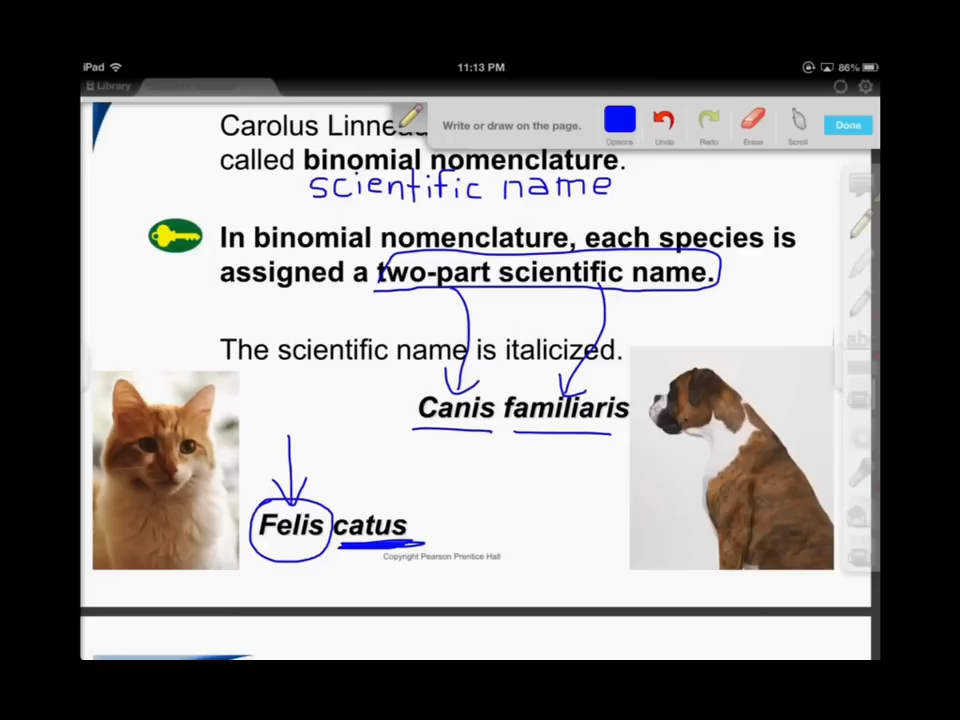 iPad
11:13 PM
86%
Library
Carolus
Write or draw on the page.
Options
Undo
Redo
Erase
Scroll
Done
called binomial nomenclature.
scientific name
In binomial nomenclature, each species is
assigned a two-part scientific name.
The scientific name is italicized.
Canis familiaris
Felis catus
Copyright Pearson Prentice Hall